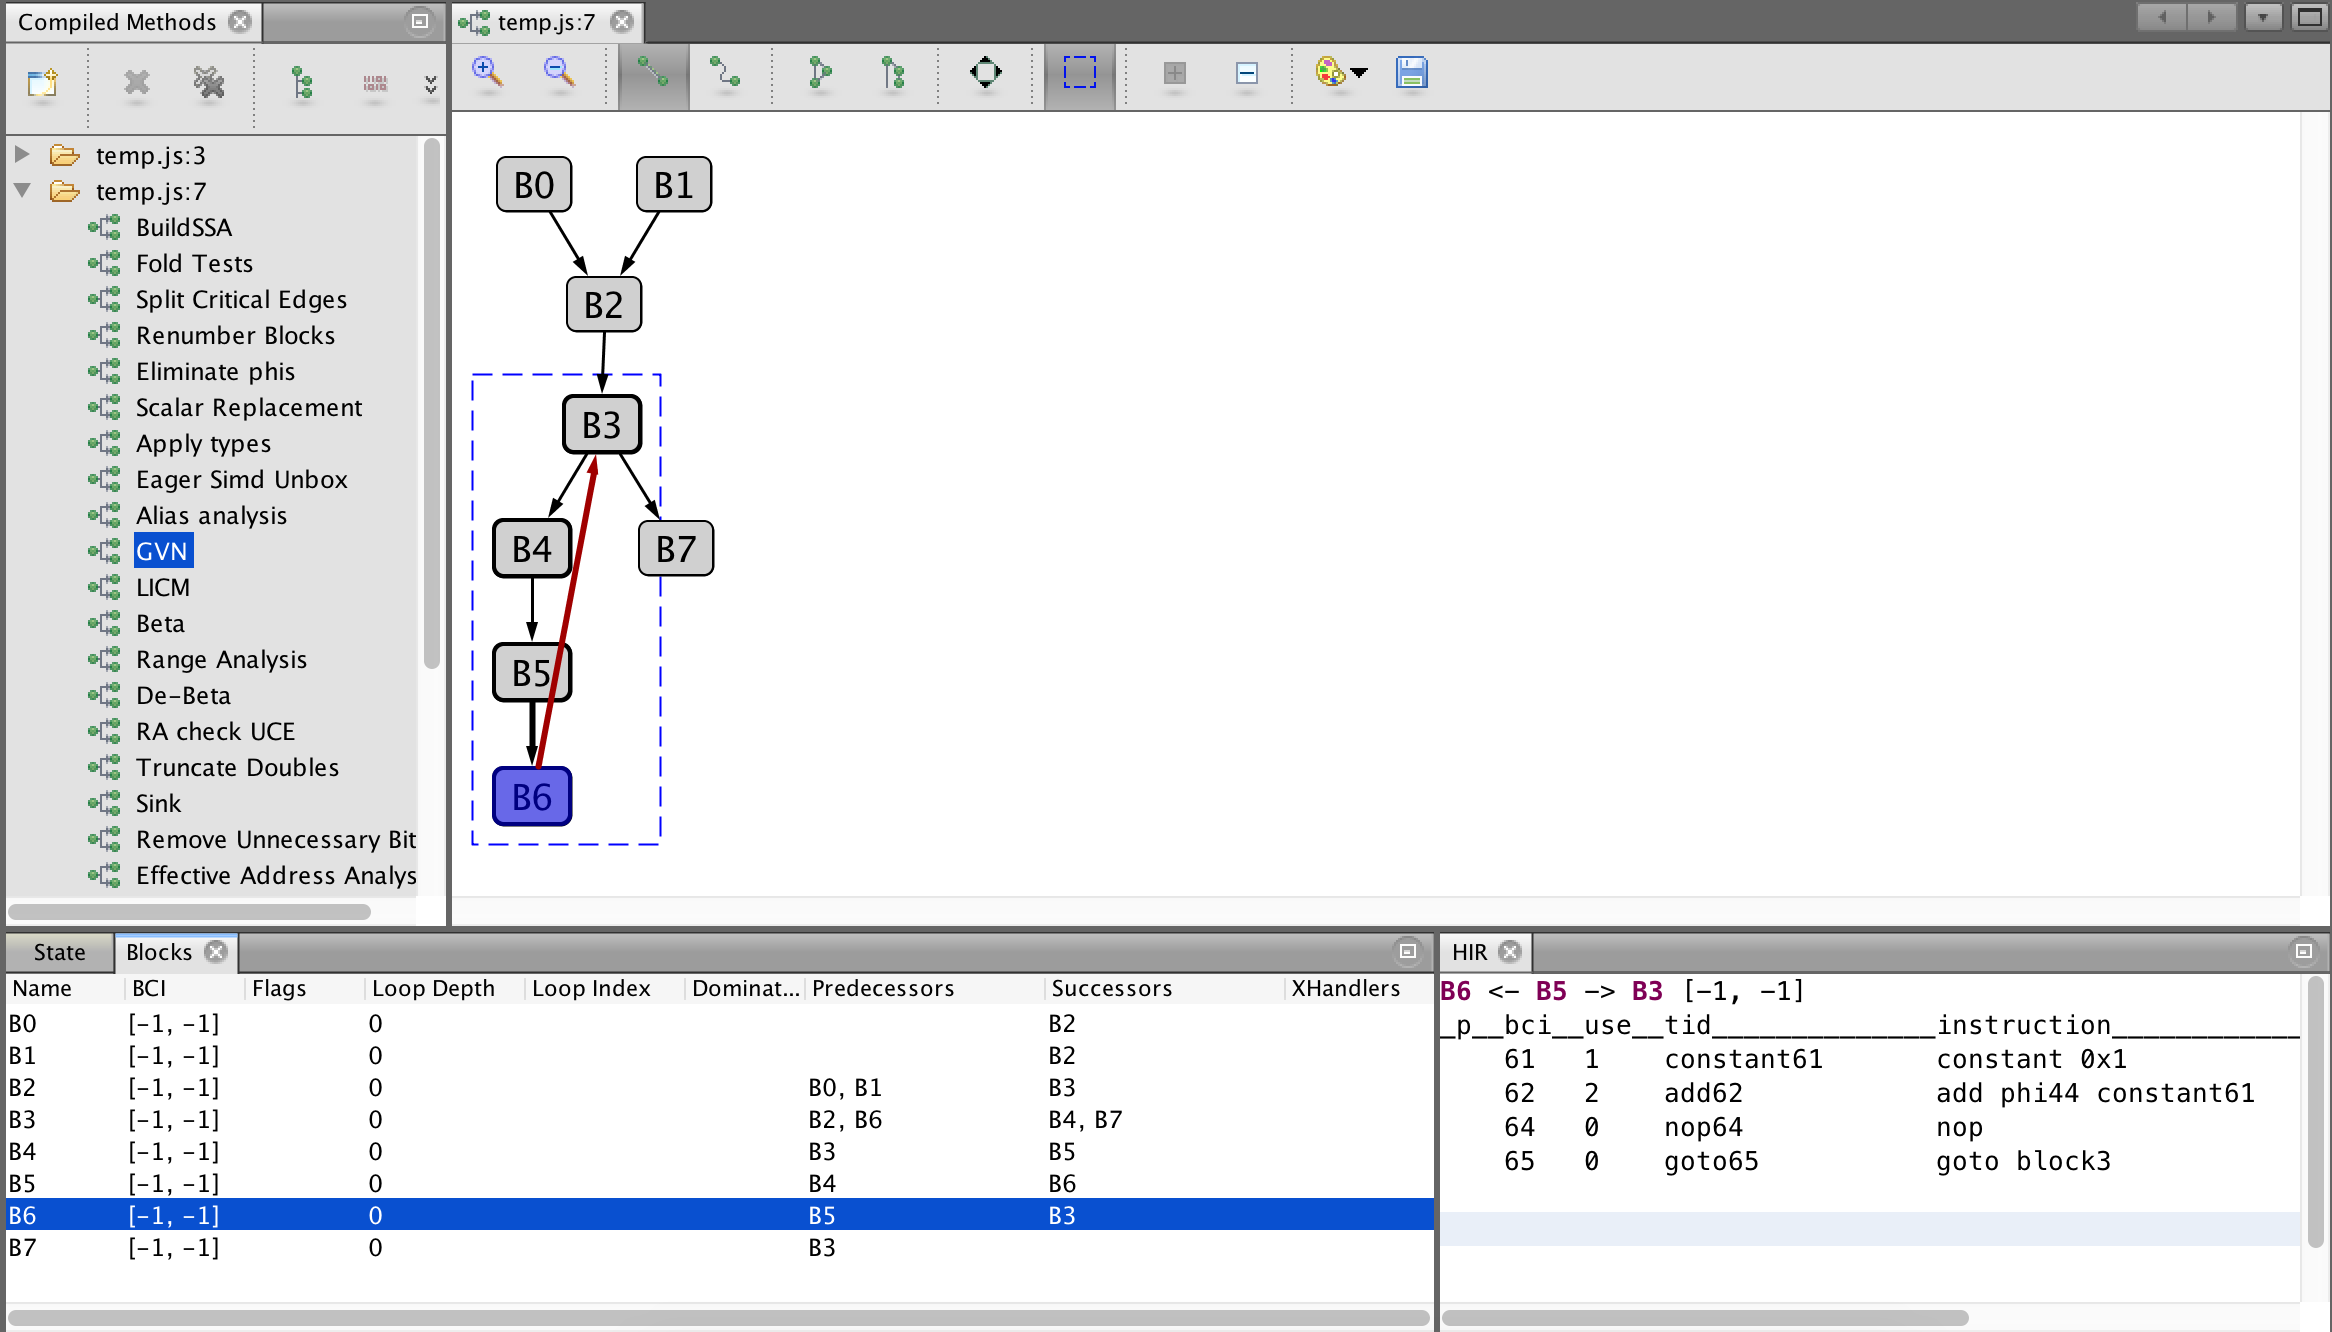 Compiled Methods
temp.js:3
temp.js:7
BuildSSA
Fold Tests
Split Critical Edges
Renumber Blocks
Eliminate phis
Scalar Replacement
Apply types
Eager Simd Unbox
Alias analysis
GVN
LICM
Beta
Range Analysis
De-Beta
RA check UCE
Truncate Doubles
Sink
Remove Unnecessary Bit
Effective Address Analys
temp.js:7
B0 B1
B2
B3
B4 B7
B5
B6
State Blocks
Name BCI Flags Loop Depth Loop Index Dominat... Predecessors Successors XHandlers
B0 [-1, -1] 0 B2
B1 [-1, -1] 0 B2
B2 [-1, -1] 0 B0, B1 B3
B3 [-1, -1] 0 B2, B6 B4, B7
B4 [-1, -1] 0 B3 B5
B5 [-1, -1] 0 B4 B6
B6 [-1, -1] 0 B5 B3
B7 [-1, -1] 0 B3
HIR
B6 <- B5 -> B3 [-1, -1]
_p__bci__use__tid______________instruction____________
61 1 constant61 constant 0x1
62 2 add62 add phi44 constant61
64 0 nop64 nop
65 0 goto65 goto block3